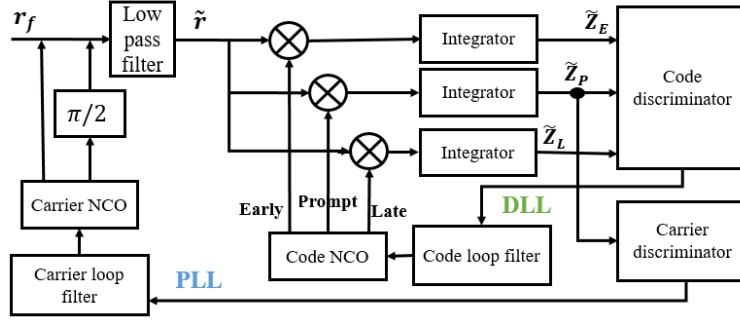 r_f
Low
pass
filter
r̃
Integrator
Z̃_E
Code
discriminator
π/2
Integrator
Z̃_P
Integrator
Z̃_L
Carrier NCO
Early
Prompt
Late
DLL
Carrier
discriminator
Code NCO
Code loop filter
Carrier loop
filter
PLL